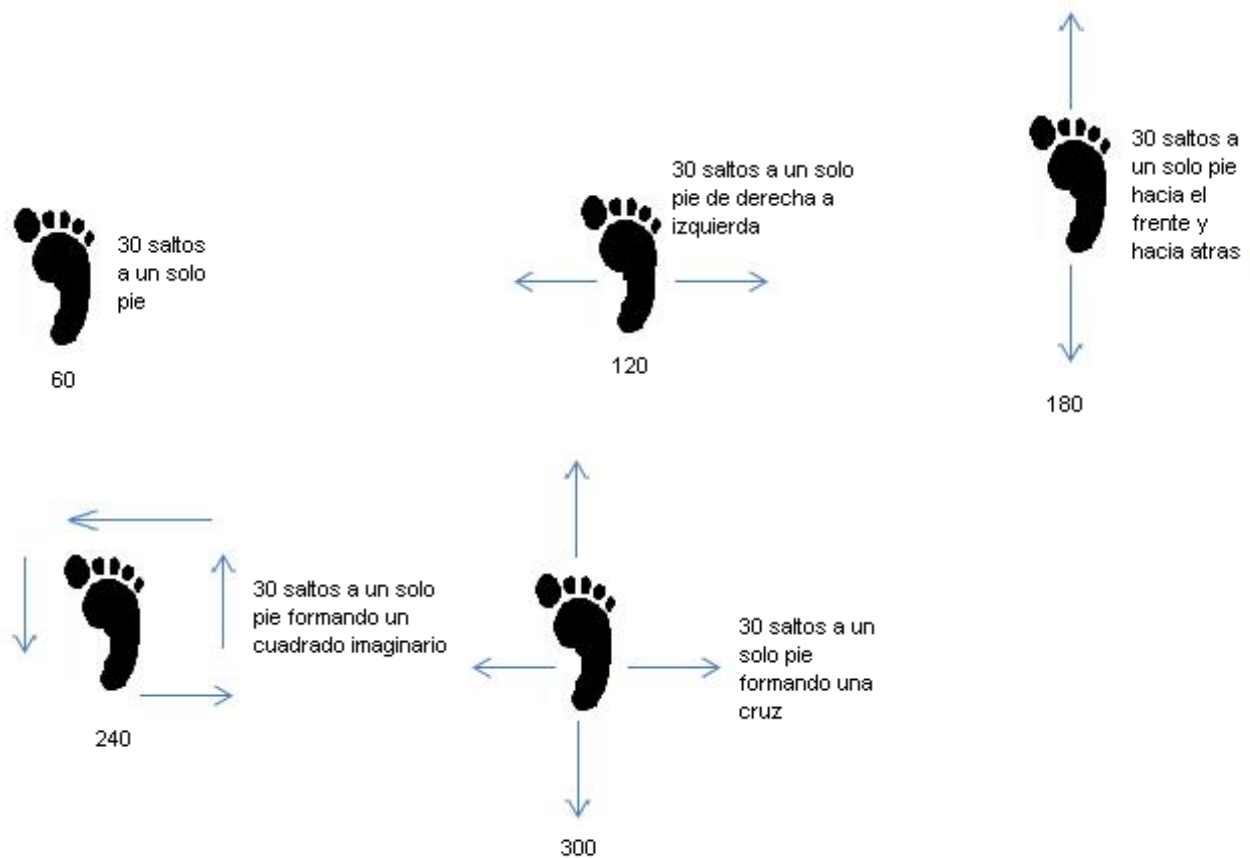 30 saltos
a un solo
pie
60
30 saltos a un solo
pie de derecha a
izquierda
120
30 saltos a
un solo pie
hacia el
frente y
hacia atras
180
30 saltos a un solo
pie formando un
cuadrado imaginario
240
30 saltos a un
solo pie
formando una
cruz
300